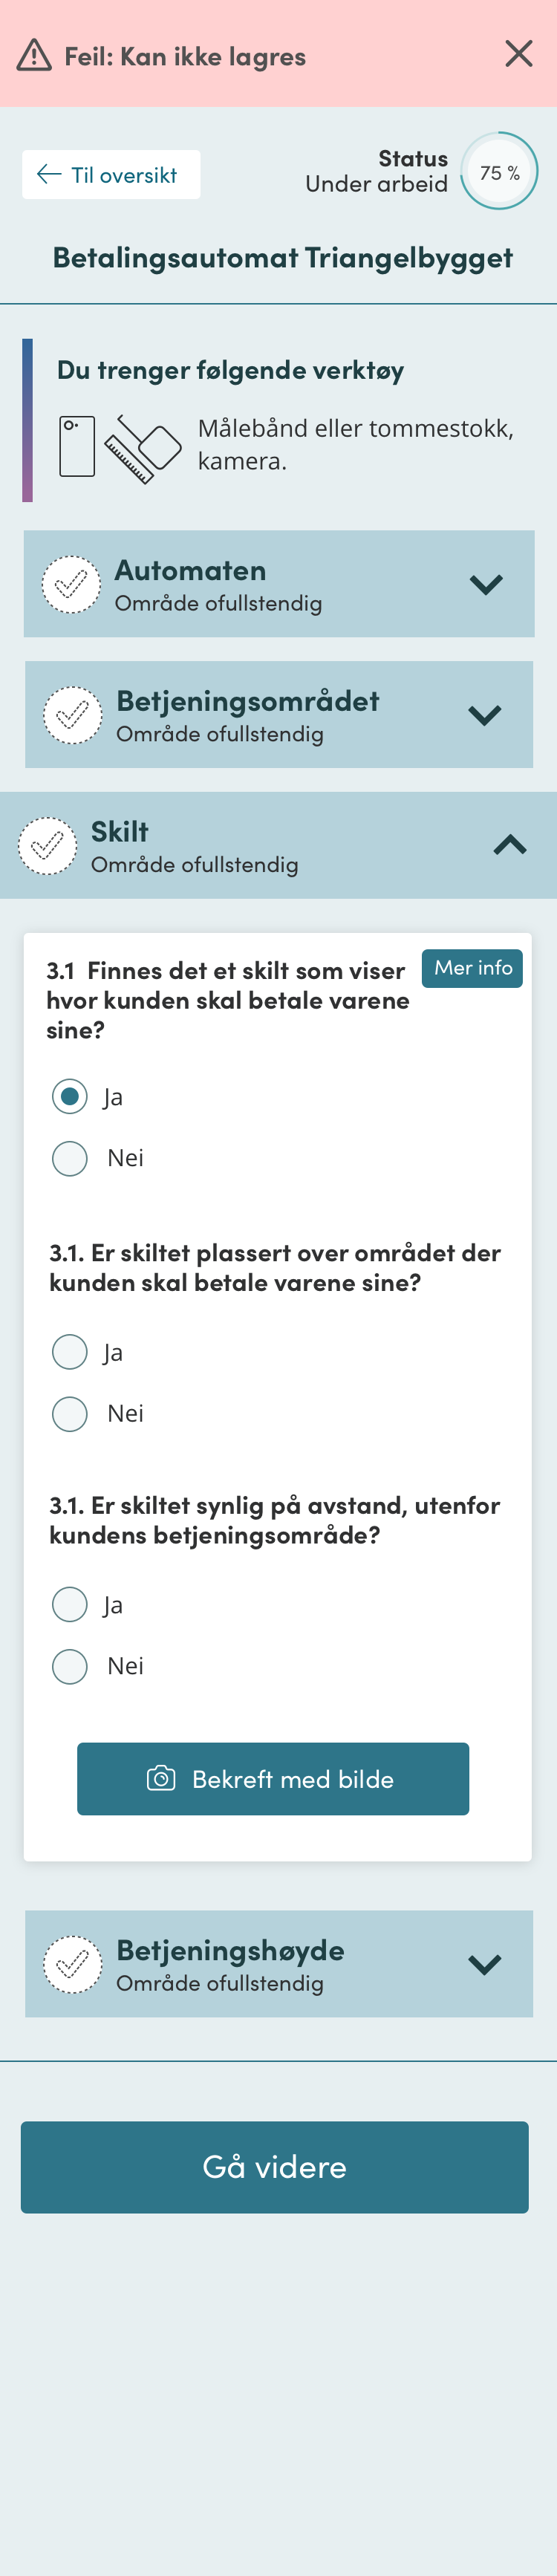 Feil: Kan ikke lagres
Til oversikt
Status
Under arbeid
75 %
Betalingsautomat Triangelbygget
Du trenger følgende verktøy
Målebånd eller tommestokk,
kamera.
Automaten
Område ofullstendig
Betjeningsområdet
Område ofullstendig
Skilt
Område ofullstendig
3.1 Finnes det et skilt som viser
hvor kunden skal betale varene
sine?
Mer info
Ja
Nei
3.1. Er skiltet plassert over området der
kunden skal betale varene sine?
Ja
Nei
3.1. Er skiltet synlig på avstand, utenfor
kundens betjeningsområde?
Ja
Nei
Bekreft med bilde
Betjeningshøyde
Område ofullstendig
Gå videre